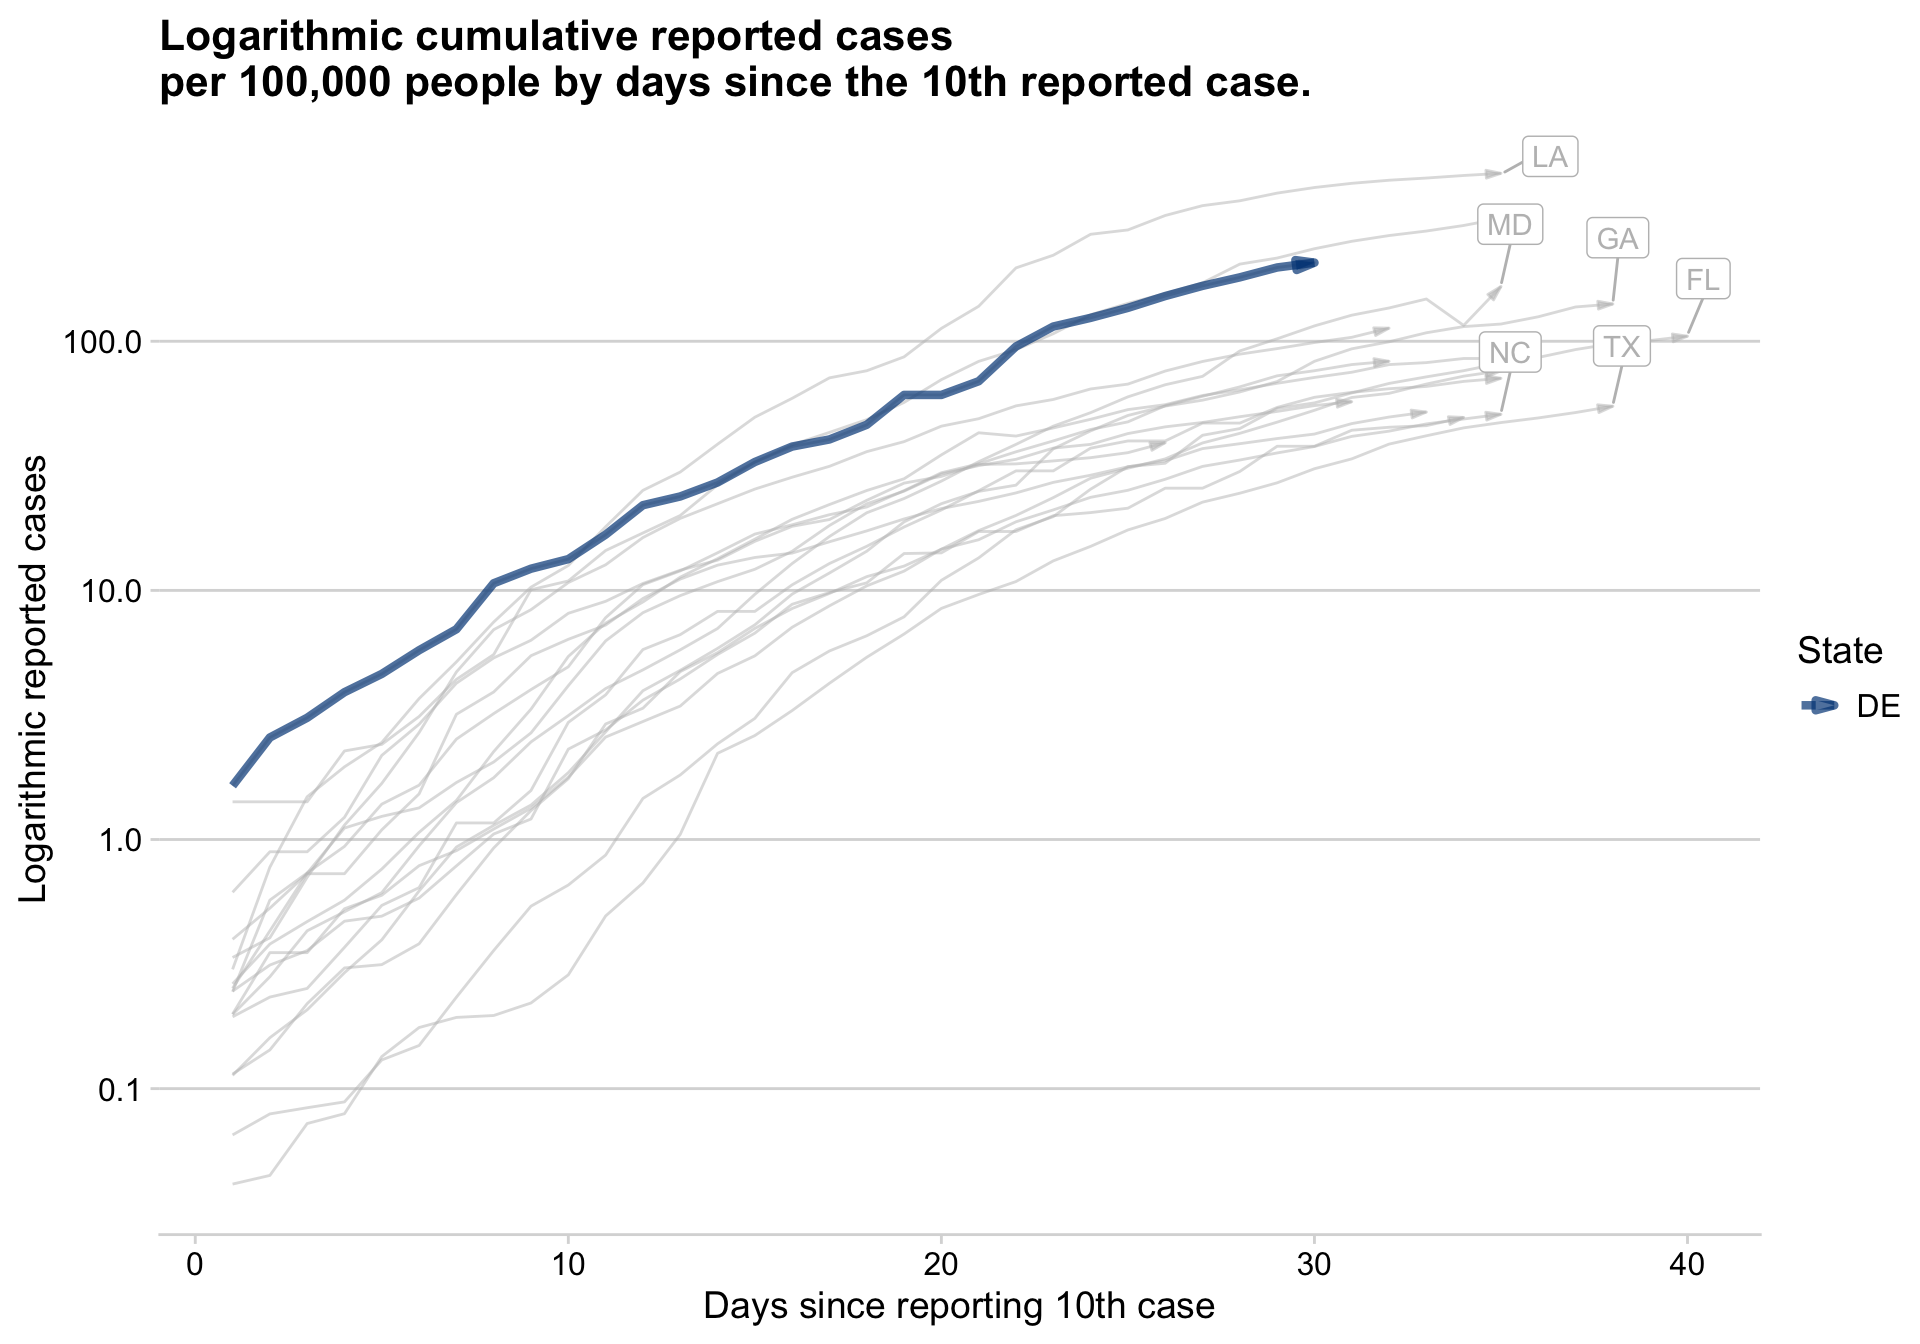 Logarithmic cumulative reported cases
per 100,000 people by days since the 10th reported case.
LA
MD
GA
FL
NC
TX
100.0
10.0
1.0
0.1
Logarithmic reported cases
State
DE
0
10
20
30
40
Days since reporting 10th case